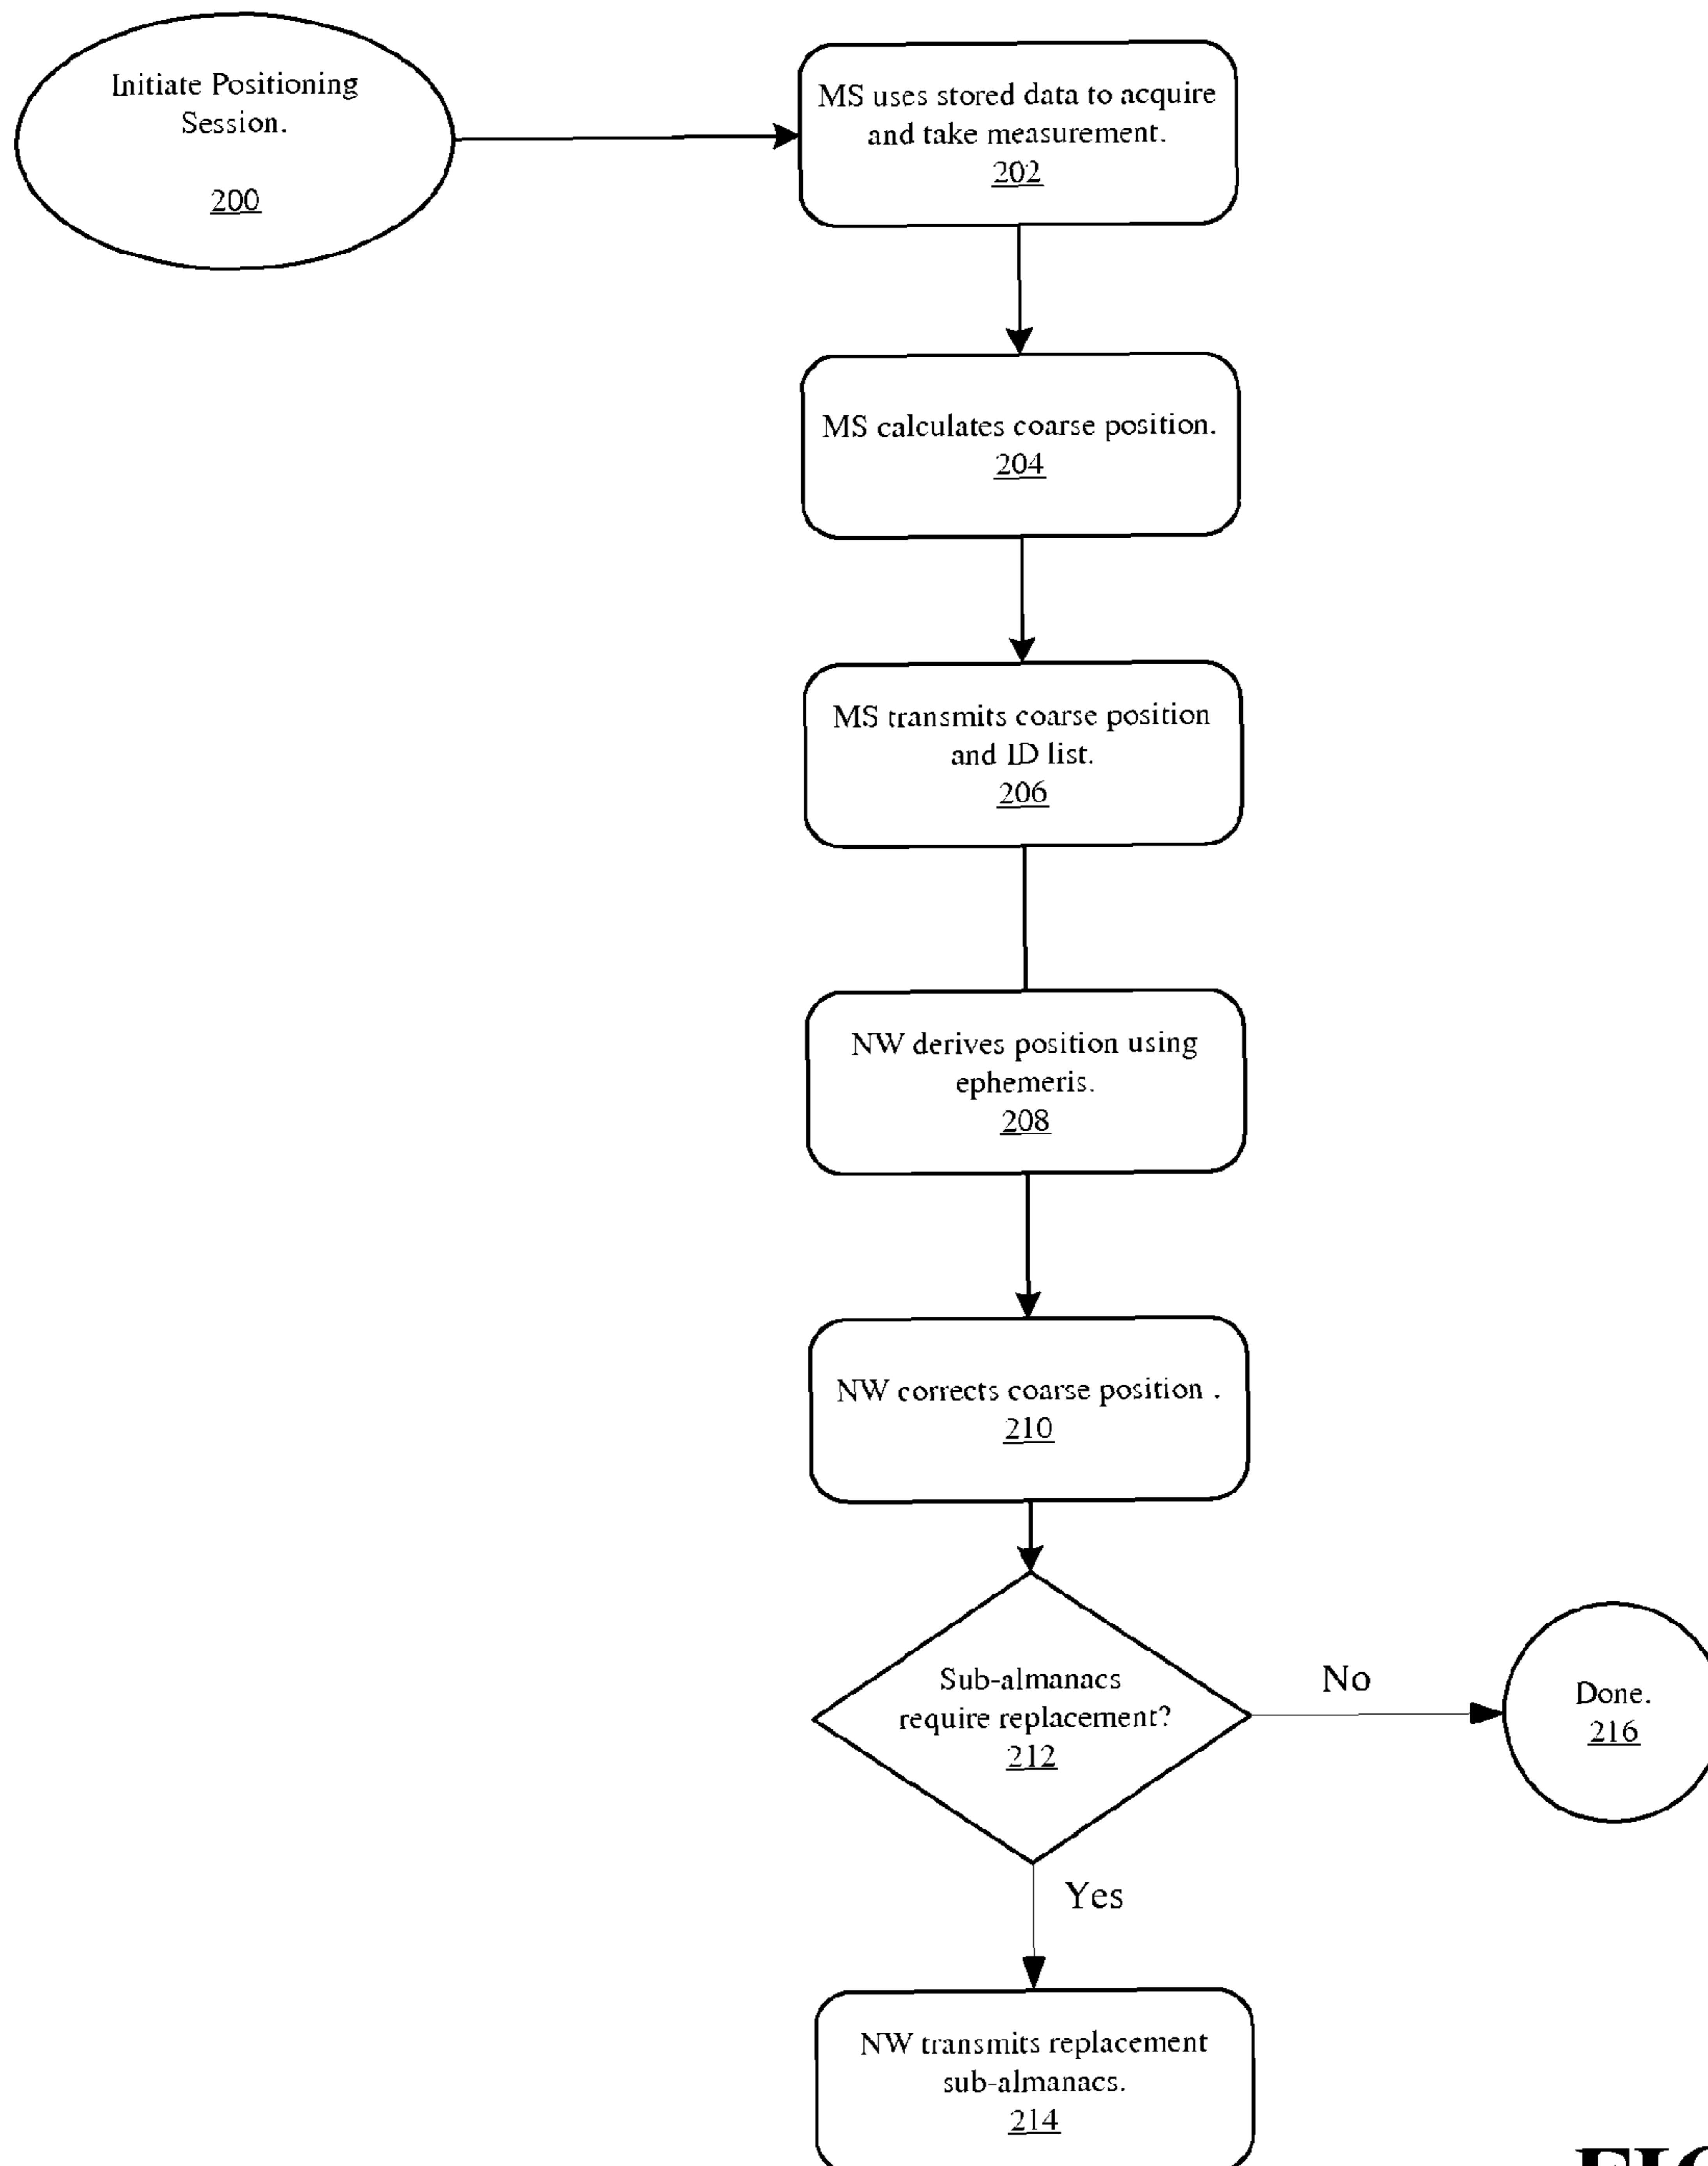 Initiate Positioning
Session.
200
MS uses stored data to acquire
and take measurement.
202
MS calculates coarse position.
204
MS transmits coarse position
and ID list.
206
NW derives position using
ephemeris.
208
NW corrects coarse position .
210
Sub-almanacs
require replacement?
212
No
Done.
216
Yes
NW transmits replacement
sub-almanacs.
214